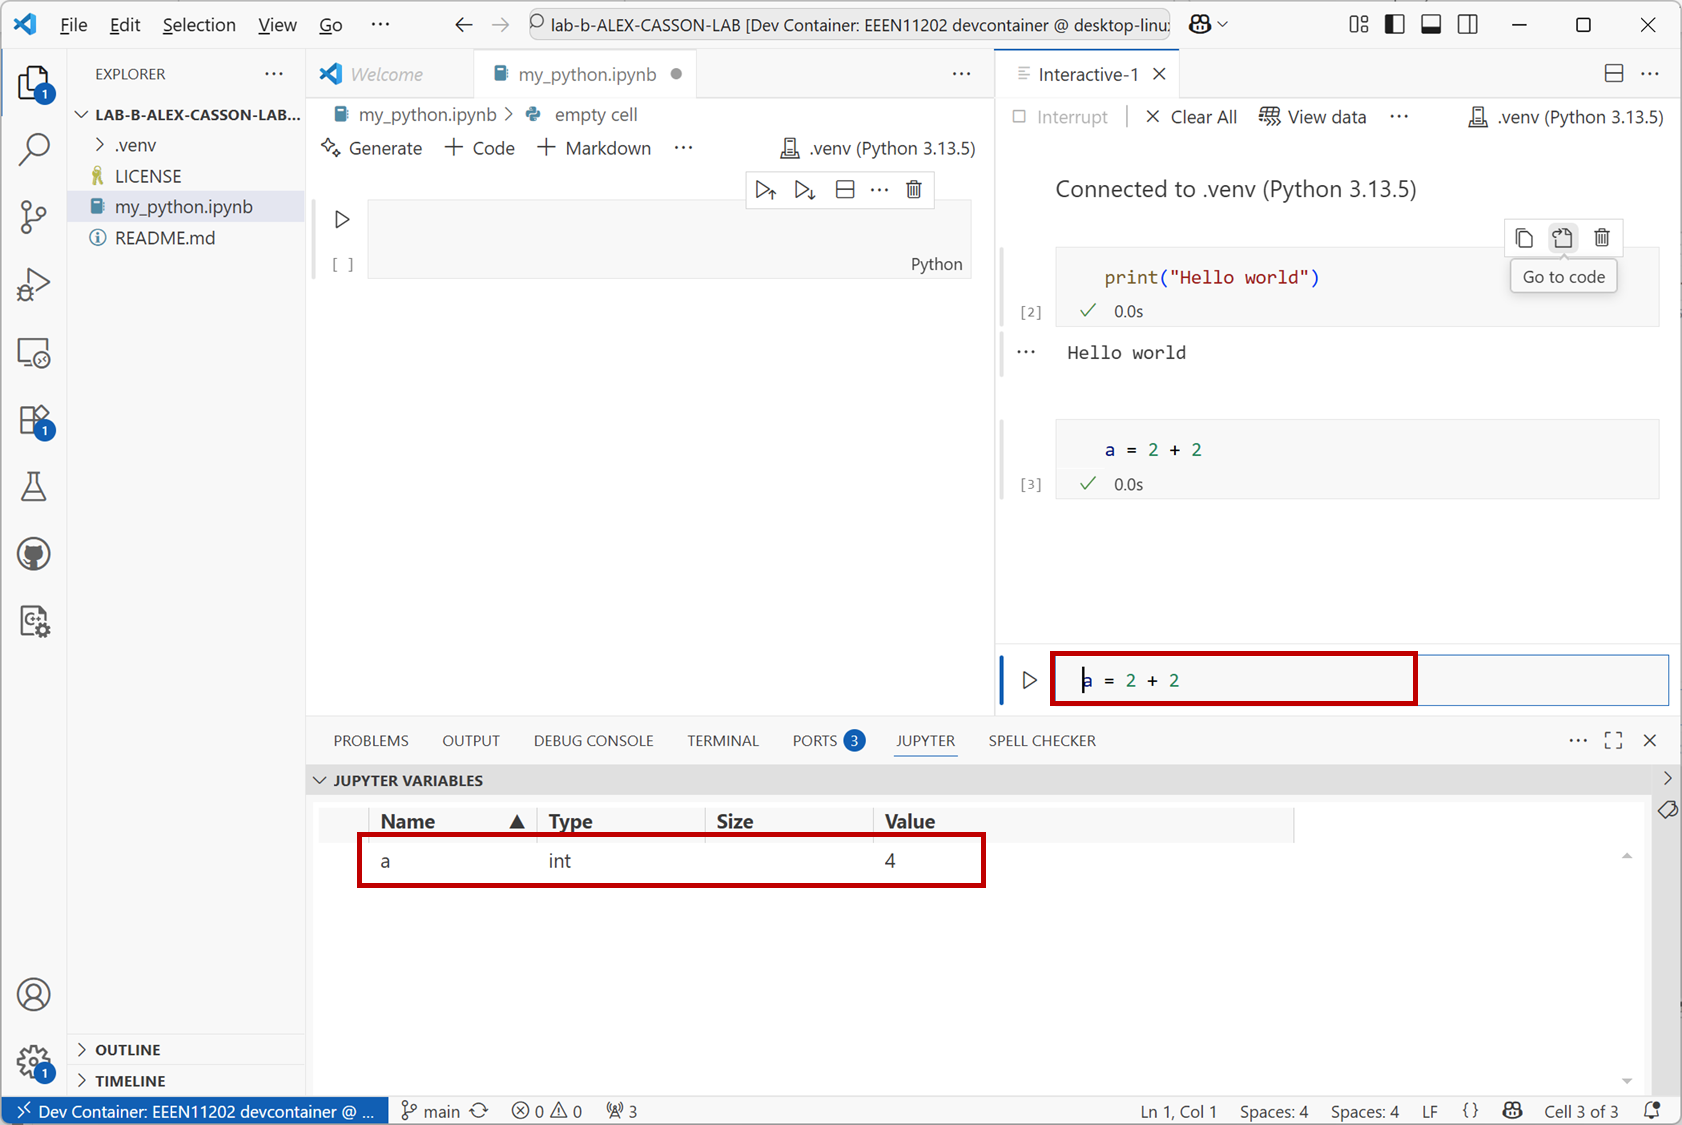 File Edit Selection View Go ··· lab-b-ALEX-CASSON-LAB [Dev Container: EEEN11202 devcontainer @ desktop-linux
EXPLORER ···
1
LAB-B-ALEX-CASSON-LAB...
.venv
LICENSE
my_python.ipynb
README.md
1
OUTLINE
TIMELINE
1
Welcome my_python.ipynb ···
my_python.ipynb > empty cell
Generate + Code + Markdown ··· .venv (Python 3.13.5)
···
[ ]
Python
Interactive-1 ···
Interrupt Clear All View data ··· .venv (Python 3.13.5)
Connected to .venv (Python 3.13.5)
print("Hello world")
Go to code
[2] 0.0s
··· Hello world
a = 2 + 2
[3] 0.0s
a = 2 + 2
PROBLEMS OUTPUT DEBUG CONSOLE TERMINAL PORTS 3 JUPYTER SPELL CHECKER ···
JUPYTER VARIABLES
Name Type Size Value
a int 4
Dev Container: EEEN11202 devcontainer @ ... main 0 0 3 Ln 1, Col 1 Spaces: 4 Spaces: 4 LF {} Cell 3 of 3